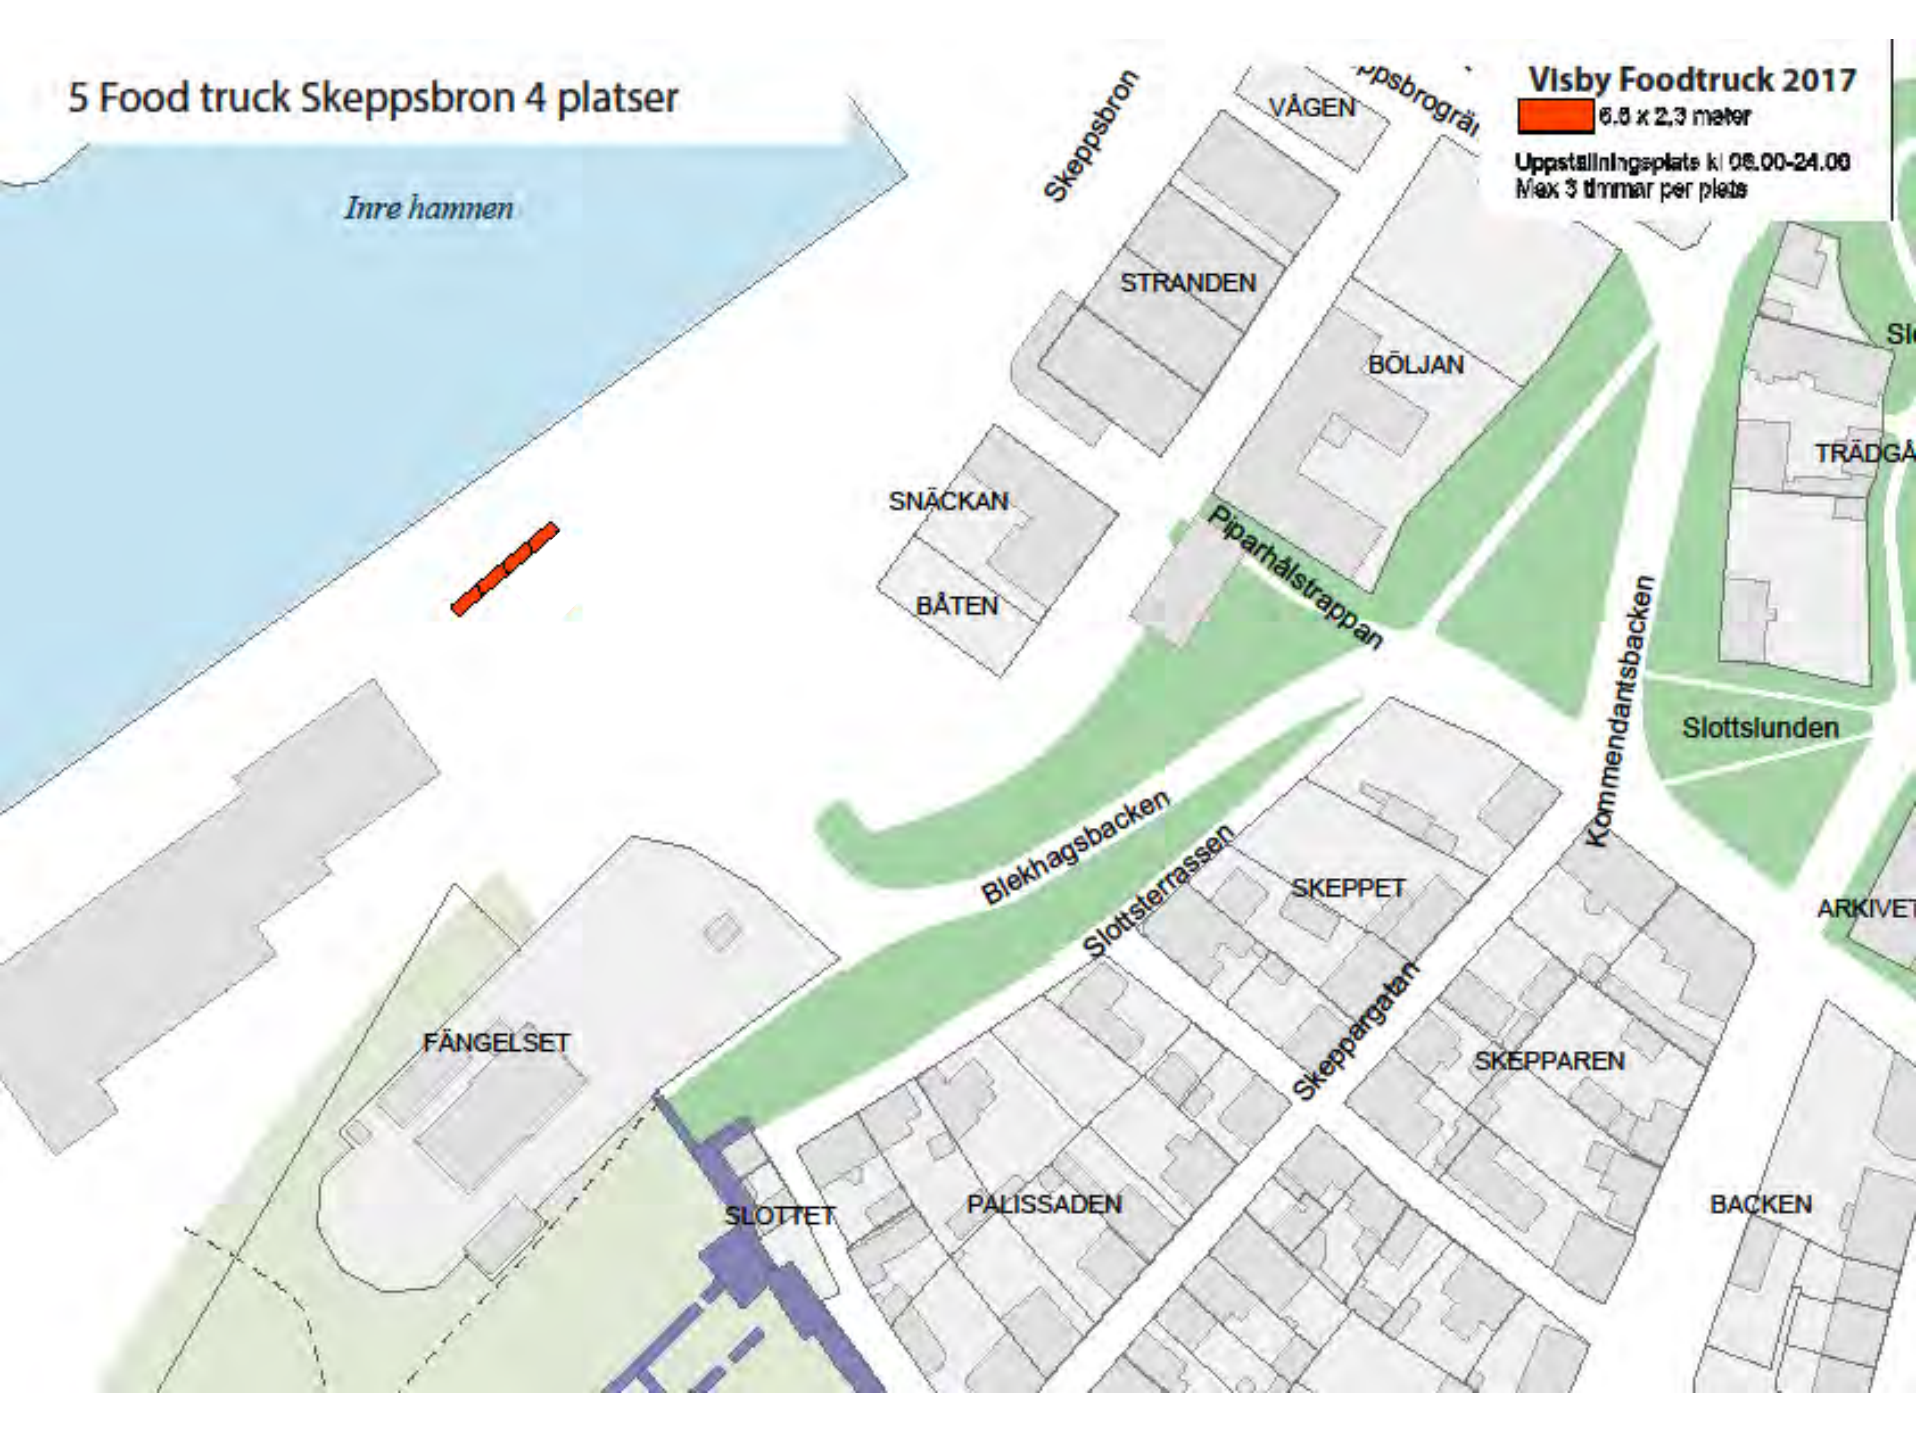 5 Food truck Skeppsbron 4 platser
Visby Foodtruck 2017
6.5 x 2,3 meter
Uppställningsplats kl 06.00-24.00
Max 3 timmar per plats
Inre hamnen
Skeppsbron
VÅGEN
STRANDEN
BÖLJAN
SNÄCKAN
BÅTEN
Piparhålstrappan
Kommendantsbacken
Slottslunden
Blekhagsbacken
Slottsterrassen
SKEPPET
Skeppargatan
FÄNGELSET
SKEPPAREN
SLOTTET
PALISSADEN
BACKEN
ARKIVET
TRÄDGÅ